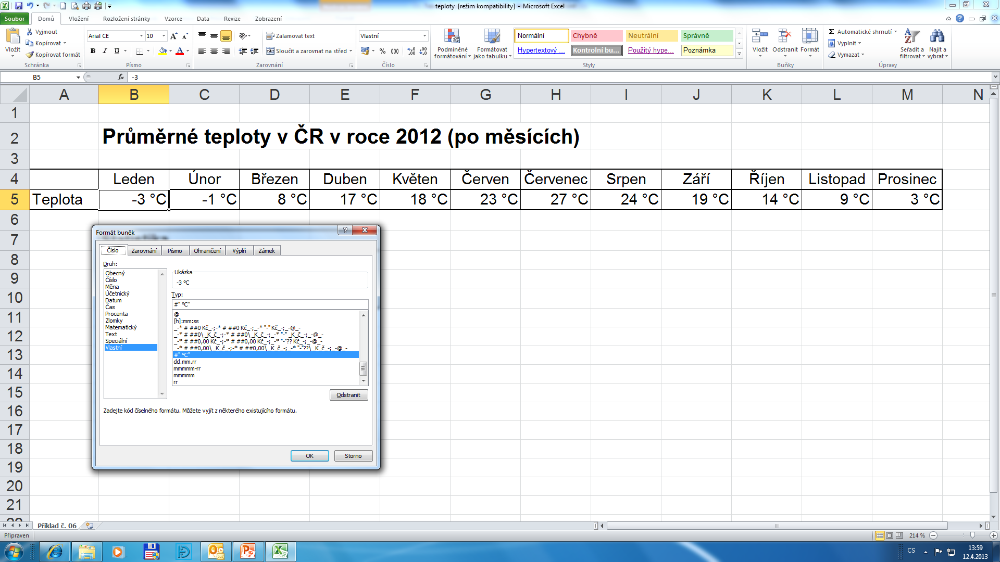 teploty [režim kompatibility] - Microsoft Excel
Soubor Domů Vložení Rozložení stránky Vzorce Data Revize Zobrazení
Vložit
Vyjmout
Kopírovat
Kopírovat formát
Schránka
Arial CE 10
B I U A
Písmo
Zalamovat text
Sloučit a zarovnat na střed
Zarovnání
Vlastní
% 000
Číslo
Podmíněné formátování
Formátovat jako tabulku
Normální Chybně Neutrální Správně
Hypertextový ... Kontrolní bu... Použitý hype... Poznámka
Styly
Vložit Odstranit Formát
Buňky
Σ Automatické shrnutí
Vyplnit
Vymazat
Seřadit a filtrovat
Najít a vybrat
Úpravy
B5 fx -3
A B C D E F G H I J K L M N
1
2 Průměrné teploty v ČR v roce 2012 (po měsících)
3
4 Leden Únor Březen Duben Květen Červen Červenec Srpen Září Říjen Listopad Prosinec
5 Teplota -3 °C -1 °C 8 °C 17 °C 18 °C 23 °C 27 °C 24 °C 19 °C 14 °C 9 °C 3 °C
6
7
8
9
10
11
12
13
14
15
16
17
18
19
20
21
22
Formát buněk
Číslo Zarovnání Písmo Ohraničení Výplň Zámek
Druh:
Obecný
Číslo
Měna
Účetnický
Datum
Čas
Procenta
Zlomky
Matematický
Text
Speciální
Vlastní
Ukázka
-3 °C
Typ:
#" °C"
@
[h]:mm:ss
_-* # ##0 Kč_-;-* # ##0 Kč_-;_-* "-" Kč_-;_-@_-
_-* # ##0\ _K_č_-;-* # ##0\ _K_č_-;_-* "-"_K_č_-;_-@_-
_-* # ##0,00 Kč_-;-* # ##0,00 Kč_-;_-* "-"?? Kč_-;_-@_-
_-* # ##0,00\ _K_č_-;-* # ##0,00\ _K_č_-;_-* "-"??\ _K_č_-;_-@_-
#" °C"
dd.mm.rr
mmmmm-rr
mmmmm
rr
Odstranit
Zadejte kód číselného formátu. Můžete vyjít z některého existujícího formátu.
OK Storno
Příklad č. 06
Připraven 214 %
CS 13:59
12.4.2013